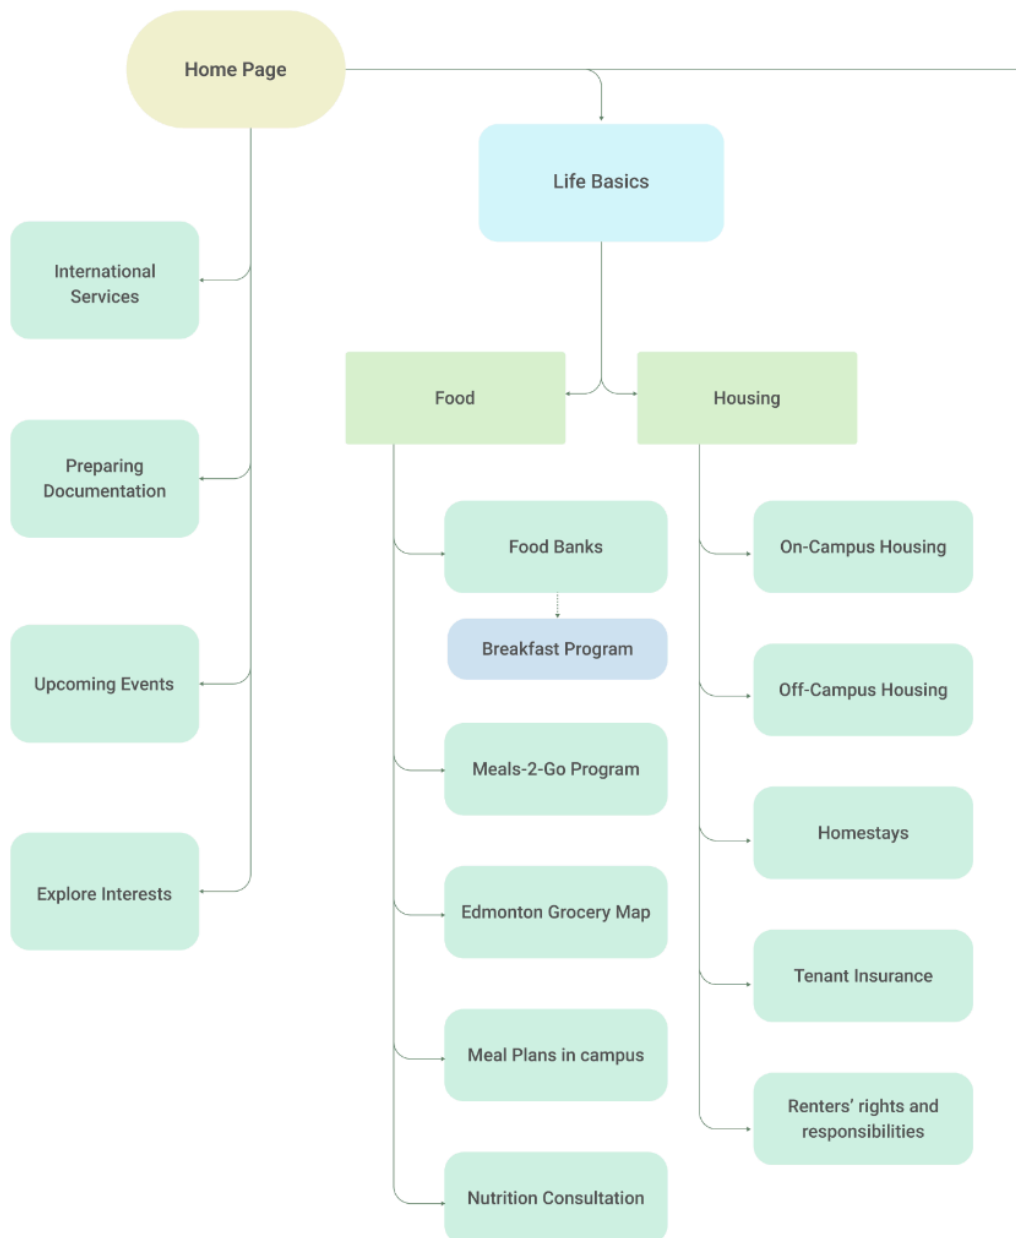 Home Page
Life Basics
International
Services
Food
Housing
Preparing
Documentation
Food Banks
On-Campus Housing
Breakfast Program
Upcoming Events
Off-Campus Housing
Meals-2-Go Program
Homestays
Explore Interests
Edmonton Grocery Map
Tenant Insurance
Meal Plans in campus
Renters’ rights and
responsibilities
Nutrition Consultation